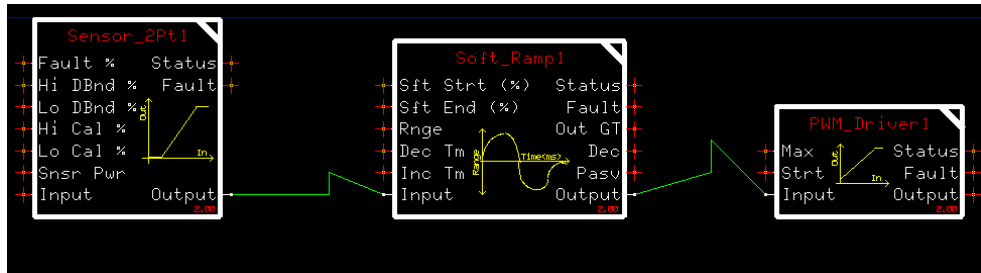 Sensor_2Pt1
Fault % Status
Hi DBnd % Fault
Lo DBnd %
Hi Cal %
Lo Cal %
Snsr Pwr
Input Output
Out
In
2.00
Soft_Ramp1
Sft Strt (%) Status
Sft End (%) Fault
Rnge Out GT
Dec Tm Dec
Inc Tm Pasv
Input Output
Range
Time(ms)
2.00
PWM_Driver1
Max Status
Strt Fault
Input Output
Out
In
2.00